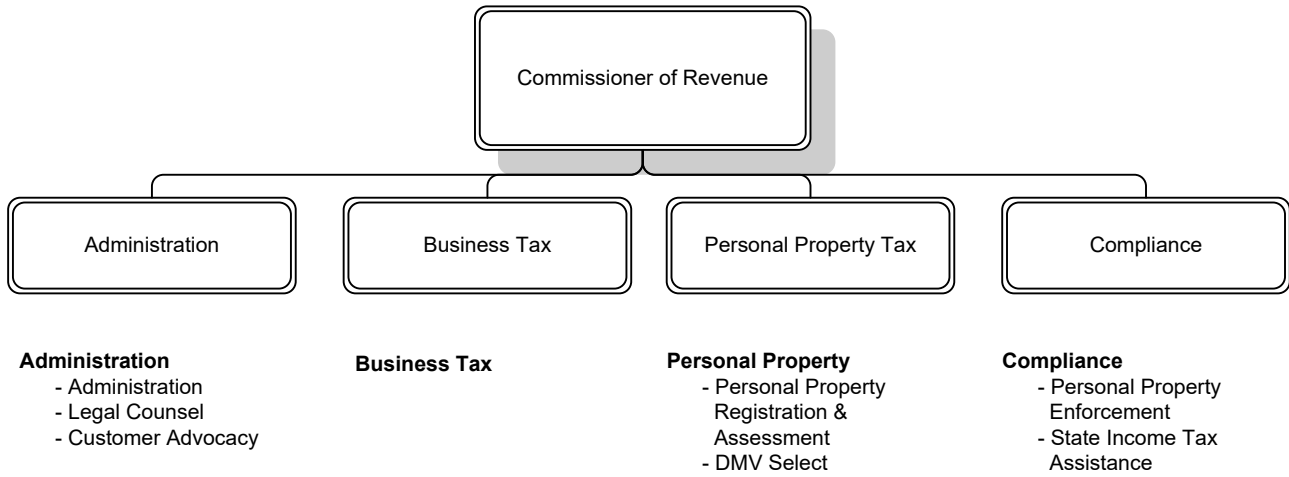 Commissioner of Revenue
Administration
Business Tax
Personal Property Tax
Compliance
Administration
- Administration
- Legal Counsel
- Customer Advocacy
Business Tax
Personal Property
- Personal Property
Registration &
Assessment
- DMV Select
Compliance
- Personal Property
Enforcement
- State Income Tax
Assistance